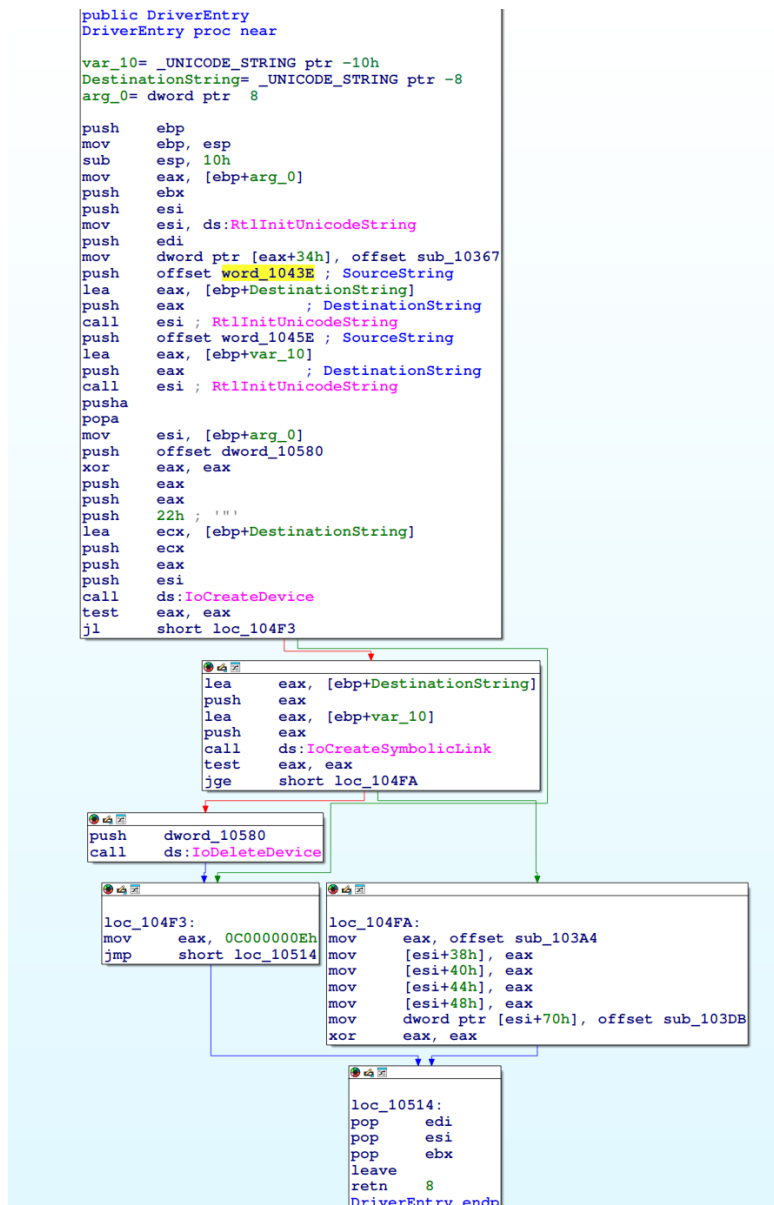 public DriverEntry
DriverEntry proc near
var_10= _UNICODE_STRING ptr -10h
DestinationString= _UNICODE_STRING ptr -8
arg_0= dword ptr  8
push    ebp
mov     ebp, esp
sub     esp, 10h
mov     eax, [ebp+arg_0]
push    ebx
push    esi
mov     esi, ds:RtlInitUnicodeString
push    edi
mov     dword ptr [eax+34h], offset sub_10367
push    offset word_1043E ; SourceString
lea     eax, [ebp+DestinationString]
push    eax             ; DestinationString
call    esi ; RtlInitUnicodeString
push    offset word_1045E ; SourceString
lea     eax, [ebp+var_10]
push    eax             ; DestinationString
call    esi ; RtlInitUnicodeString
pusha
popa
mov     esi, [ebp+arg_0]
push    offset dword_10580
xor     eax, eax
push    eax
push    eax
push    22h ; '"'
lea     ecx, [ebp+DestinationString]
push    ecx
push    eax
push    esi
call    ds:IoCreateDevice
test    eax, eax
jl      short loc_104F3
lea     eax, [ebp+DestinationString]
push    eax
lea     eax, [ebp+var_10]
push    eax
call    ds:IoCreateSymbolicLink
test    eax, eax
jge     short loc_104FA
push    dword_10580
call    ds:IoDeleteDevice
loc_104F3:
mov     eax, 0C000000Eh
jmp     short loc_10514
loc_104FA:
mov     eax, offset sub_103A4
mov     [esi+38h], eax
mov     [esi+40h], eax
mov     [esi+44h], eax
mov     [esi+48h], eax
mov     dword ptr [esi+70h], offset sub_103DB
xor     eax, eax
loc_10514:
pop     edi
pop     esi
pop     ebx
leave
retn    8
DriverEntry endp